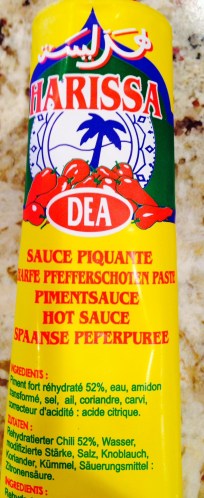 هريسة
HARISSA
DEA
SAUCE PIQUANTE
PFEFFERSCHOTEN PASTE
PIMENTSAUCE
HOT SAUCE
SPAANSE PEPERPUREE
INGREDIENTS :
Piment fort réhydraté 52%, eau, amidon
transformé, sel, ail, coriandre, carvi,
correcteur d'acidité : acide citrique.
ZUTATEN :
Rehydratierter Chili 52%, Wasser,
modifizierte Stärke, Salz, Knoblauch,
Koriander, Kümmel, Säuerungsmittel :
Zitronensäure.
INGREDIENTS :